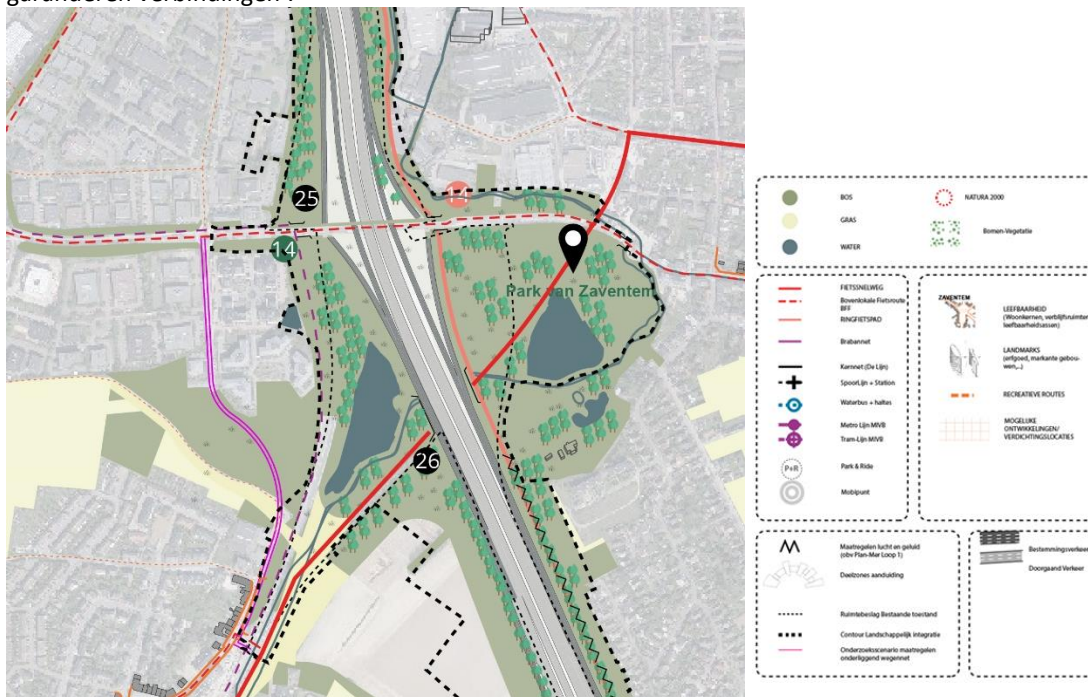 garanderen verbindingen .
25
14
14
Park van Zaventem
26
BOS
GRAS
WATER
NATURA 2000
Bomen-Vegetatie
FIETSSNELWEG
Bovenlokale Fietsroute
BFF
RINGFIETSPAD
Brabannet
Kernnet (De Lijn)
SpoorLijn + Station
Waterbus + haltes
Metro Lijn MIVB
Tram-Lijn MIVB
P+R
Park & Ride
Mobipunt
ZAVENTEM
LEEFBAARHEID
(Woonkernen, verblijfsruimten
leefbaarheidsassen)
LANDMARKS
(erfgoed, markante gebou-
wen,..)
RECREATIEVE ROUTES
MOGELIJKE
ONTWIKKELINGEN/
VERDICHTINGSLOCATIES
Maatregelen lucht en geluid
(obv Plan-Mer Loop 1)
Deelzones aanduiding
Ruimtebeslag Bestaande toestand
Contour Landschappelijk integratie
Onderzoeksscenario maatregelen
onderliggend wegennet
Bestemmingsverkeer
Doorgaand Verkeer